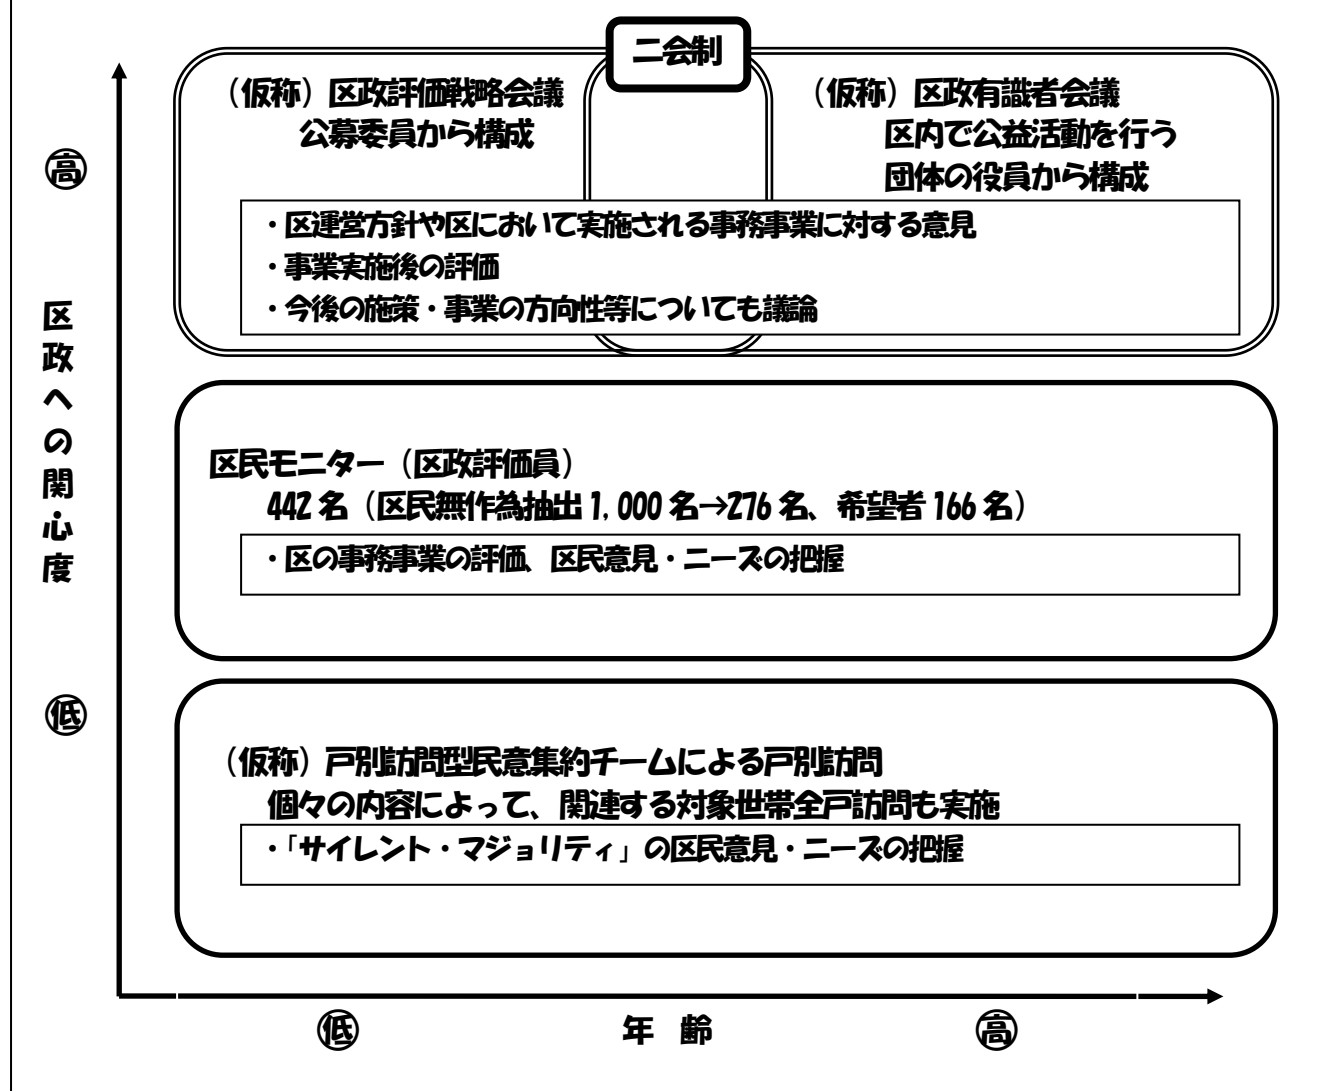 二会制
（仮称）区政評価戦略会議
公募委員から構成
（仮称）区政有識者会議
区内で公益活動を行う
団体の役員から構成
・区運営方針や区において実施される事務事業に対する意見
・事業実施後の評価
・今後の施策・事業の方向性等についても議論
区民モニター（区政評価員）
442名（区民無作為抽出1,000名→276名、希望者166名）
・区の事務事業の評価、区民意見・ニーズの把握
（仮称）戸別訪問型民意集約チームによる戸別訪問
個々の内容によって、関連する対象世帯全戸訪問も実施
・「サイレント・マジョリティ」の区民意見・ニーズの把握
高
区政への関心度
低
低
年 齢
高